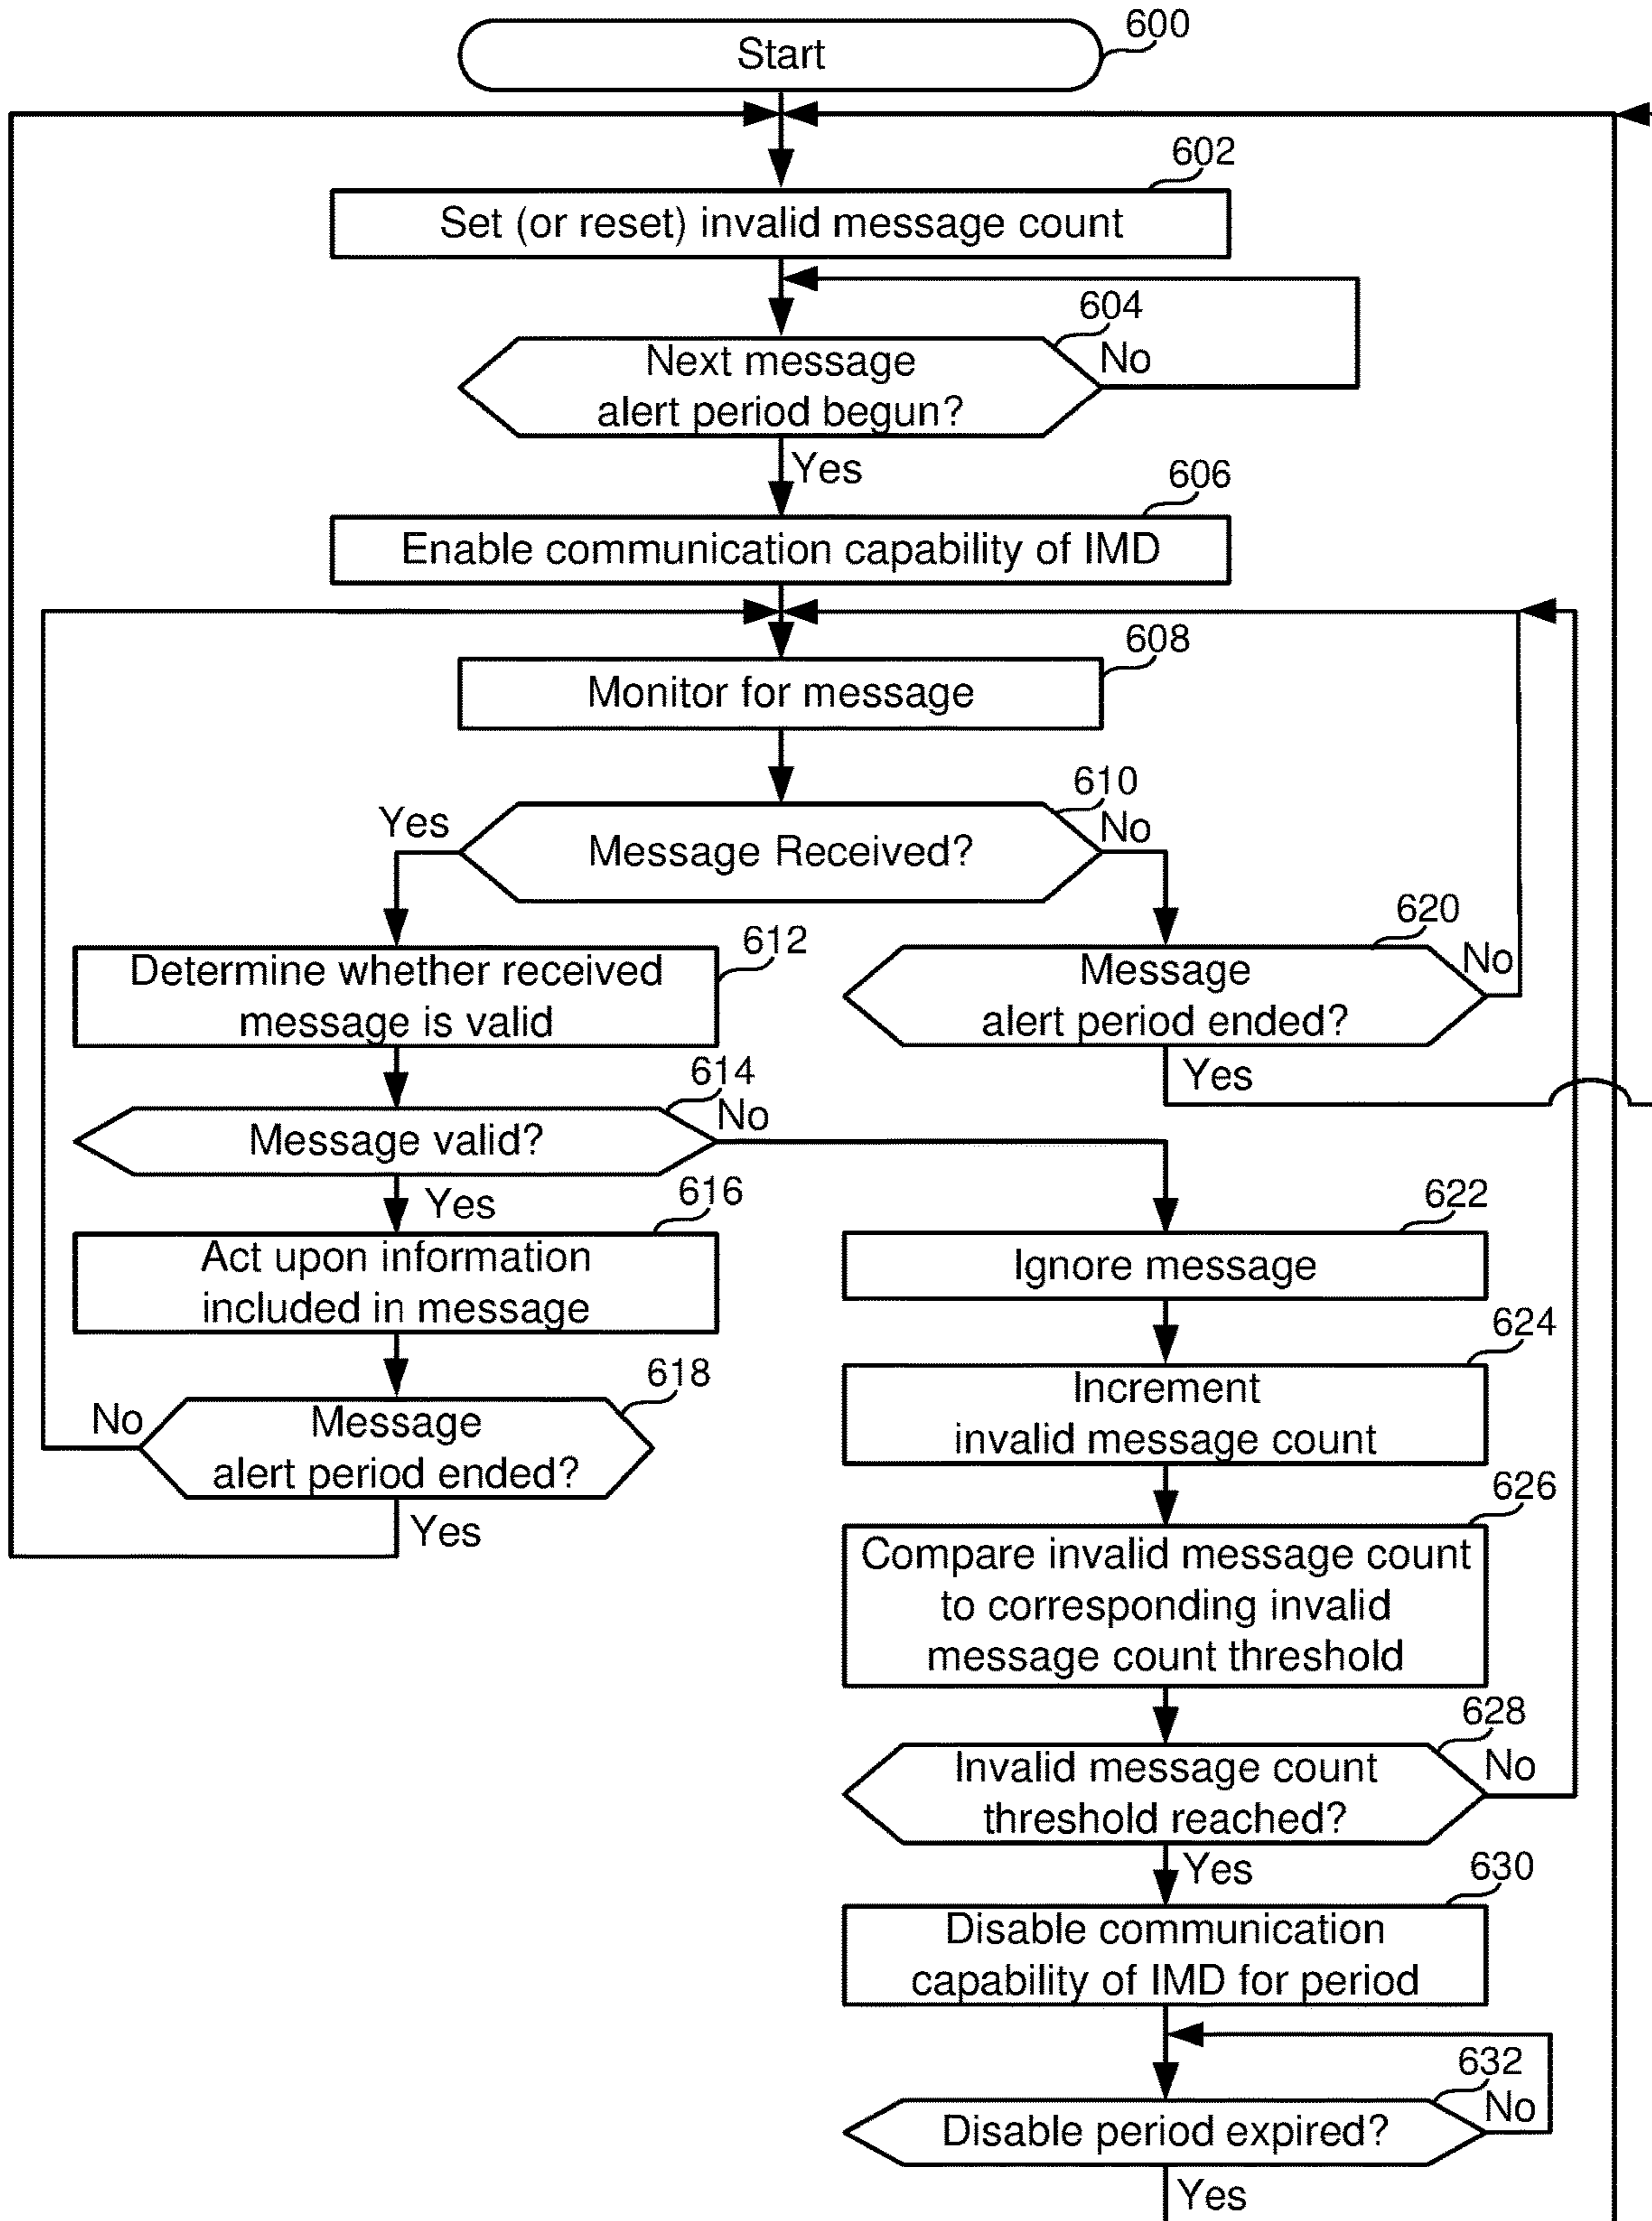 Start
600
602
Set (or reset) invalid message count
604
Next message
alert period begun?
No
Yes
606
Enable communication capability of IMD
608
Monitor for message
610
Yes
Message Received?
No
612
Determine whether received
message is valid
620
Message
alert period ended?
No
Yes
614
Message valid?
No
Yes
616
Act upon information
included in message
618
No
Message
alert period ended?
Yes
622
Ignore message
624
Increment
invalid message count
626
Compare invalid message count
to corresponding invalid
message count threshold
628
Invalid message count
threshold reached?
No
Yes
630
Disable communication
capability of IMD for period
632
Disable period expired?
No
Yes